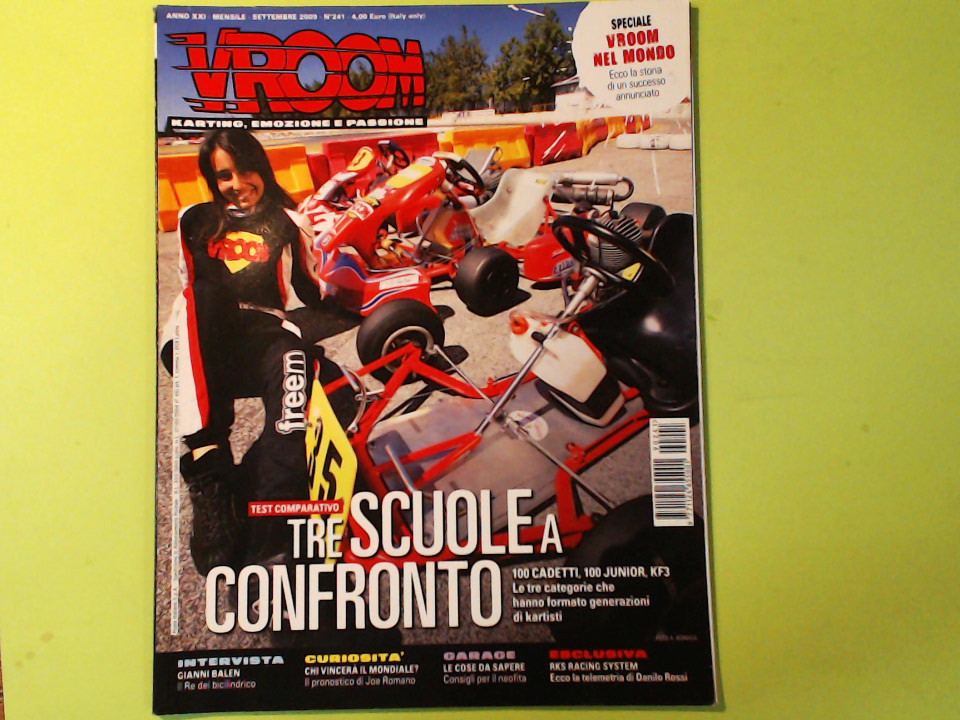 ANNO XXI · MENSILE · SETTEMBRE 2009 · N°241 · 4,00 Euro (Italy only)
VROOM
KARTING, EMOZIONE E PASSIONE
SPECIALE
VROOM
NEL MONDO
Ecco la storia
di un successo
annunciato
VROOM
freem
TEST COMPARATIVO
TRE SCUOLE A
CONFRONTO
100 CADETTI, 100 JUNIOR, KF3
Le tre categorie che
hanno formato generazioni
di kartisti
INTERVISTA
GIANNI BALEN
Il Re del bicilindrico
CURIOSITA'
CHI VINCERÀ IL MONDIALE?
Il pronostico di Joe Romano
GARAGE
LE COSE DA SAPERE
Consigli per il neofita
ESCLUSIVA
RKS RACING SYSTEM
Ecco la telemetria di Danilo Rossi